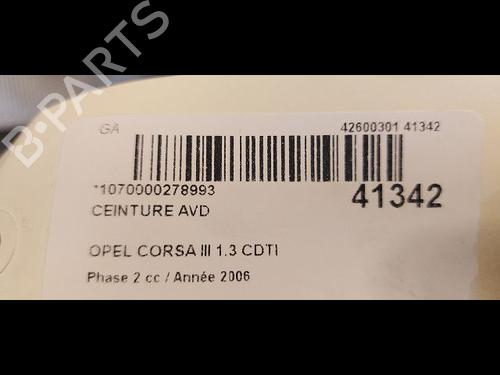 GA
42600301 41342
*1070000278993
41342
CEINTURE AVD
OPEL CORSA III 1.3 CDTI
Phase 2 cc / Année 2006
B-PARTS